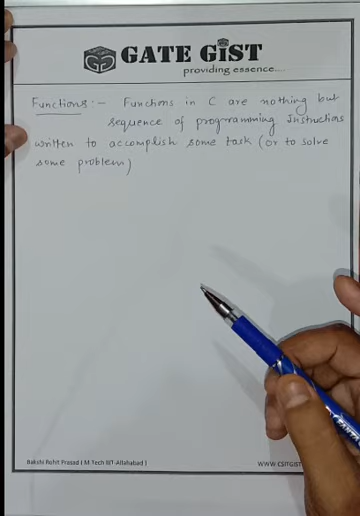 GATE GIST
providing essence....
Functions :- Functions in C are nothing but
sequence of programming Instructions
written to accomplish some task (or to solve
some problem)
Bakshi Rohit Prasad ( M.Tech IIIT-Allahabad )
WWW.CSITGIST